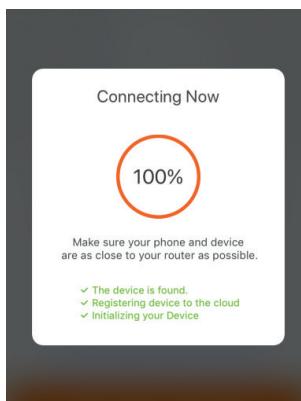 Connecting Now
100%
Make sure your phone and device
are as close to your router as possible.
✓ The device is found.
✓ Registering device to the cloud
✓ Initializing your Device